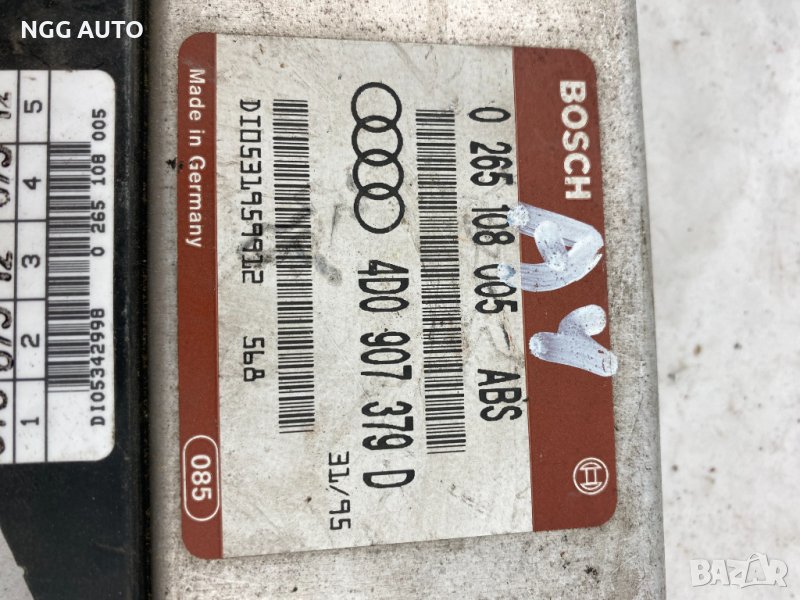 NGG AUTO
BOSCH
0 265 108 005 ABS
4D0 907 379 D
31/95
DI0531959912 568
Made in Germany
085
0 265 108 005
DI05342998
1 2 3 4 5
BAZAR